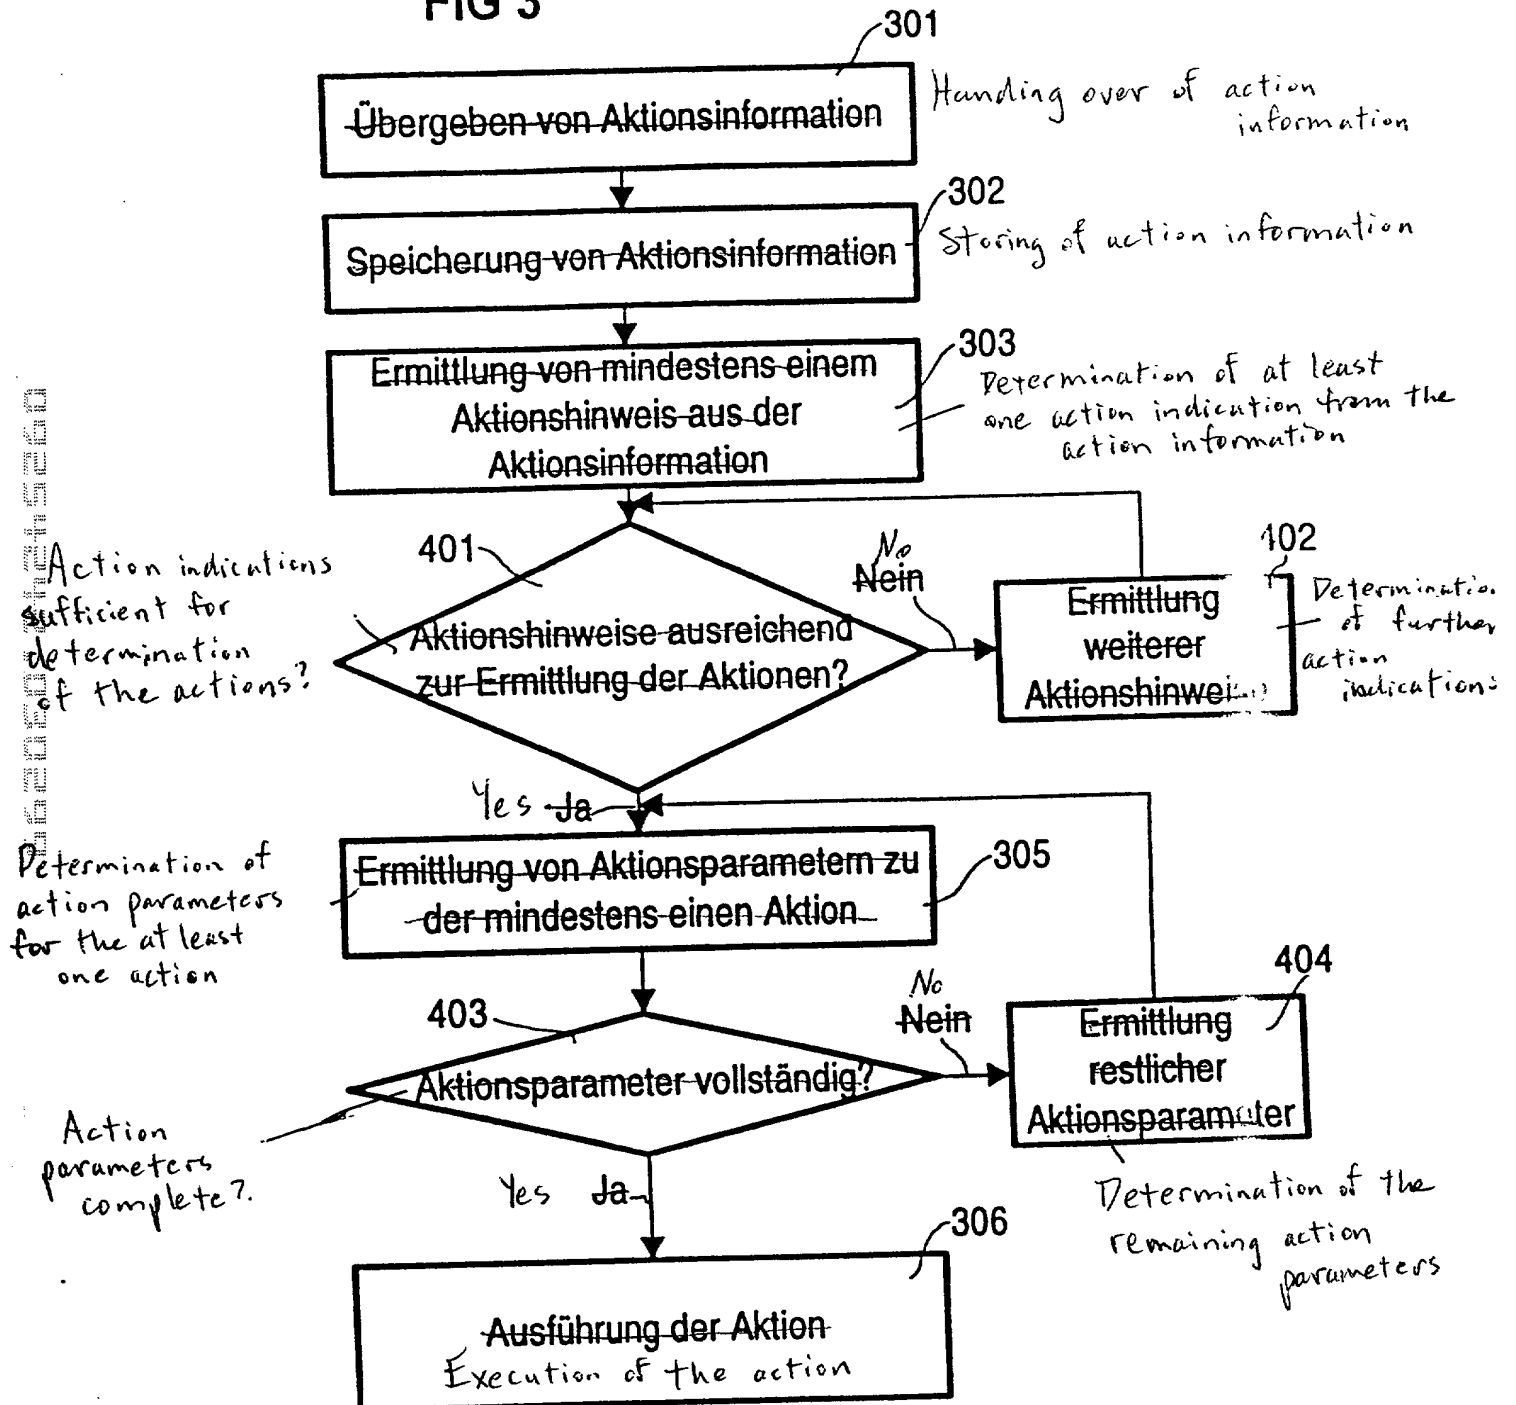 FIG 3
301
Übergeben von Aktionsinformation
Handing over of action
information
302
Speicherung von Aktionsinformation
Storing of action information
303
Ermittlung von mindestens einem
Aktionshinweis aus der
Aktionsinformation
Determination of at least
one action indication from the
action information
401
Action indications
sufficient for
determination
of the actions?
Aktionshinweise ausreichend
zur Ermittlung der Aktionen?
No
Nein
402
Ermittlung
weiterer
Determination
of further
action
indications
Yes Ja
305
Ermittlung von Aktionsparametern zu
der mindestens einen Aktion
Determination of
action parameters
for the at least
one action
403
Aktionsparameter vollständig?
Action
parameters
complete?
No
Nein
404
Ermittlung
restlicher
Aktionsparameter
Determination of the
remaining action
parameters
Yes Ja
306
Ausführung der Aktion
Execution of the action